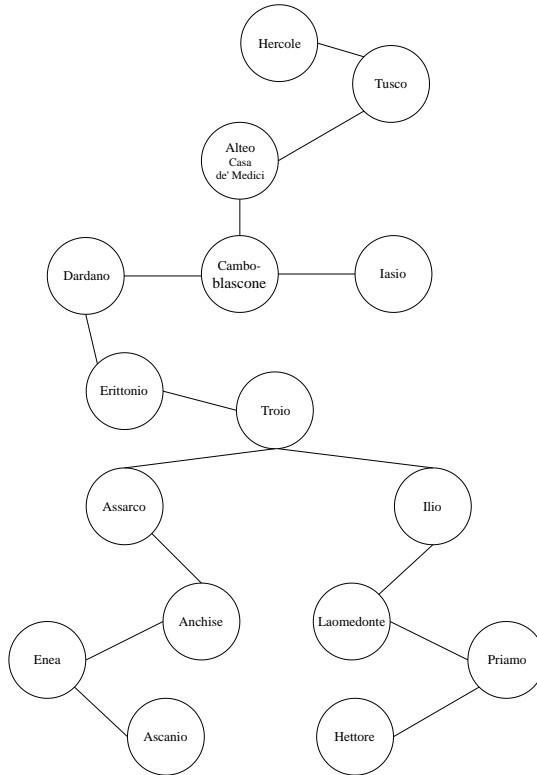 Hercole
Tusco
Alteo
Casa
de' Medici
Cambo-
blascone
Dardano
Iasio
Erittonio
Troio
Assarco
Ilio
Anchise
Laomedonte
Enea
Priamo
Ascanio
Hettore